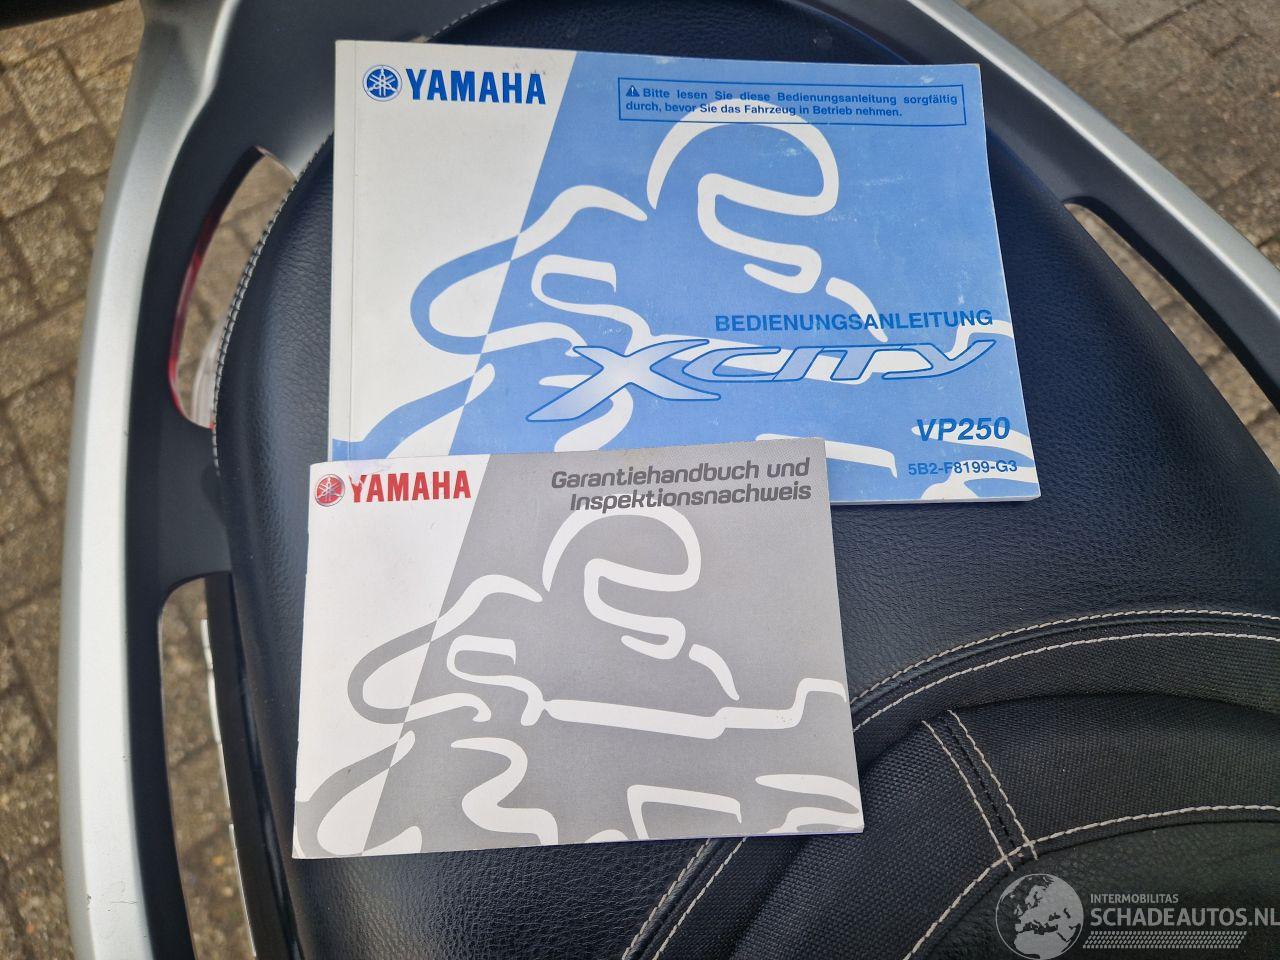 YAMAHA
Bitte lesen Sie diese Bedienungsanleitung sorgfältig
durch, bevor Sie das Fahrzeug in Betrieb nehmen.
BEDIENUNGSANLEITUNG
XCITY
VP250
5B2-F8199-G3
YAMAHA
Garantiehandbuch und
Inspektionsnachweis
INTERMOBILITAS
SCHADEAUTOS.NL